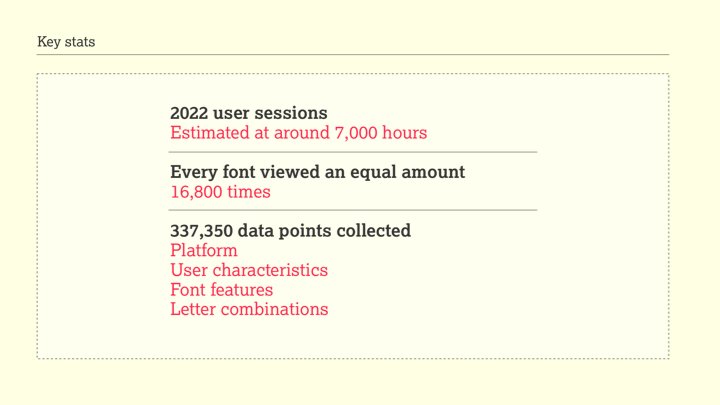 Key stats
2022 user sessions
Estimated at around 7,000 hours
Every font viewed an equal amount
16,800 times
337,350 data points collected
Platform
User characteristics
Font features
Letter combinations